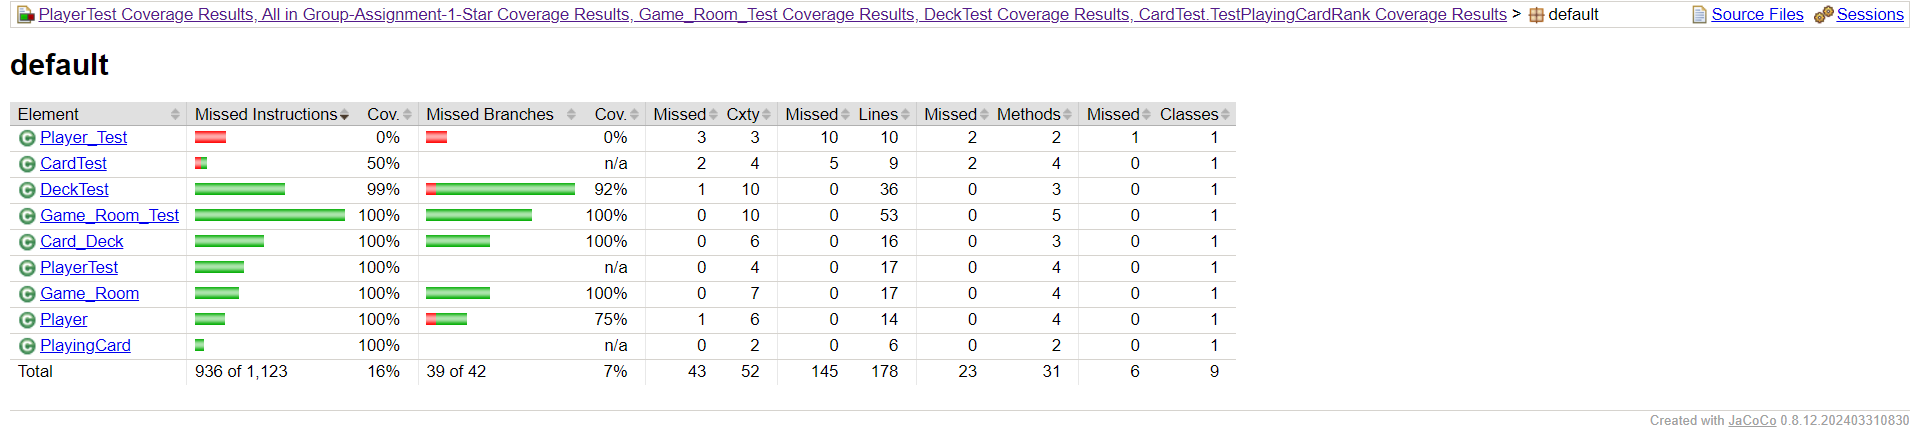 PlayerTest Coverage Results, All in Group-Assignment-1-Star Coverage Results, Game_Room_Test Coverage Results, DeckTest Coverage Results, CardTest.TestPlayingCardRank Coverage Results > default Source Files Sessions
default
Element Missed Instructions Cov. Missed Branches Cov. Missed Cxty Missed Lines Missed Methods Missed Classes
Player_Test 0% 0% 3 3 10 10 2 2 1 1
CardTest 50% n/a 2 4 5 9 2 4 0 1
DeckTest 99% 92% 1 10 0 36 0 3 0 1
Game_Room_Test 100% 100% 0 10 0 53 0 5 0 1
Card_Deck 100% 100% 0 6 0 16 0 3 0 1
PlayerTest 100% n/a 0 4 0 17 0 4 0 1
Game_Room 100% 100% 0 7 0 17 0 4 0 1
Player 100% 75% 1 6 0 14 0 4 0 1
PlayingCard 100% n/a 0 2 0 6 0 2 0 1
Total 936 of 1,123 16% 39 of 42 7% 43 52 145 178 23 31 6 9
Created with JaCoCo 0.8.12.202403310830